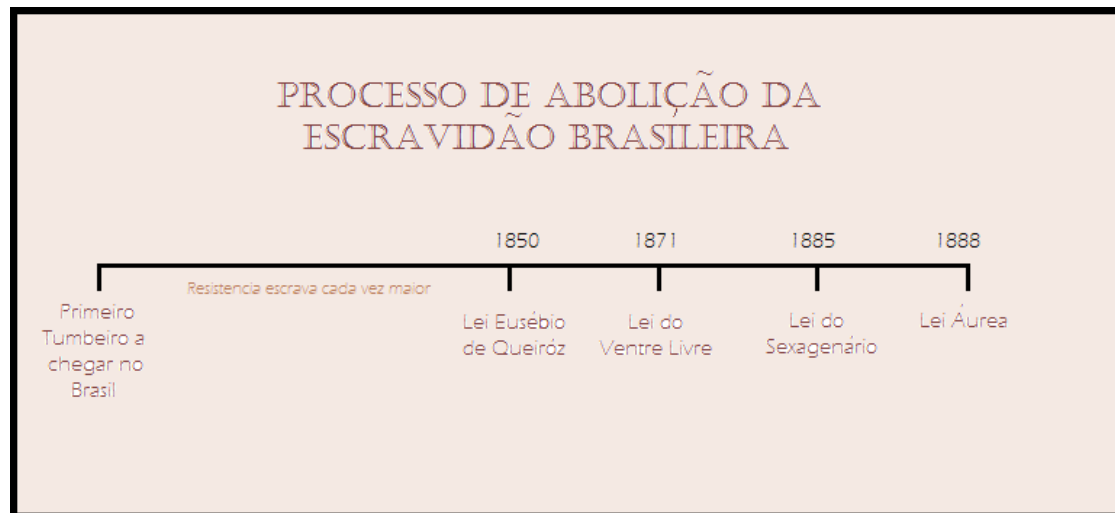 PROCESSO DE ABOLIÇÃO DA
ESCRAVIDÃO BRASILEIRA
1850
1871
1885
1888
Resistencia escrava cada vez maior
Primeiro
Tumbeiro a
chegar no
Brasil
Lei Eusébio
de Queiróz
Lei do
Ventre Livre
Lei do
Sexagenário
Lei Áurea